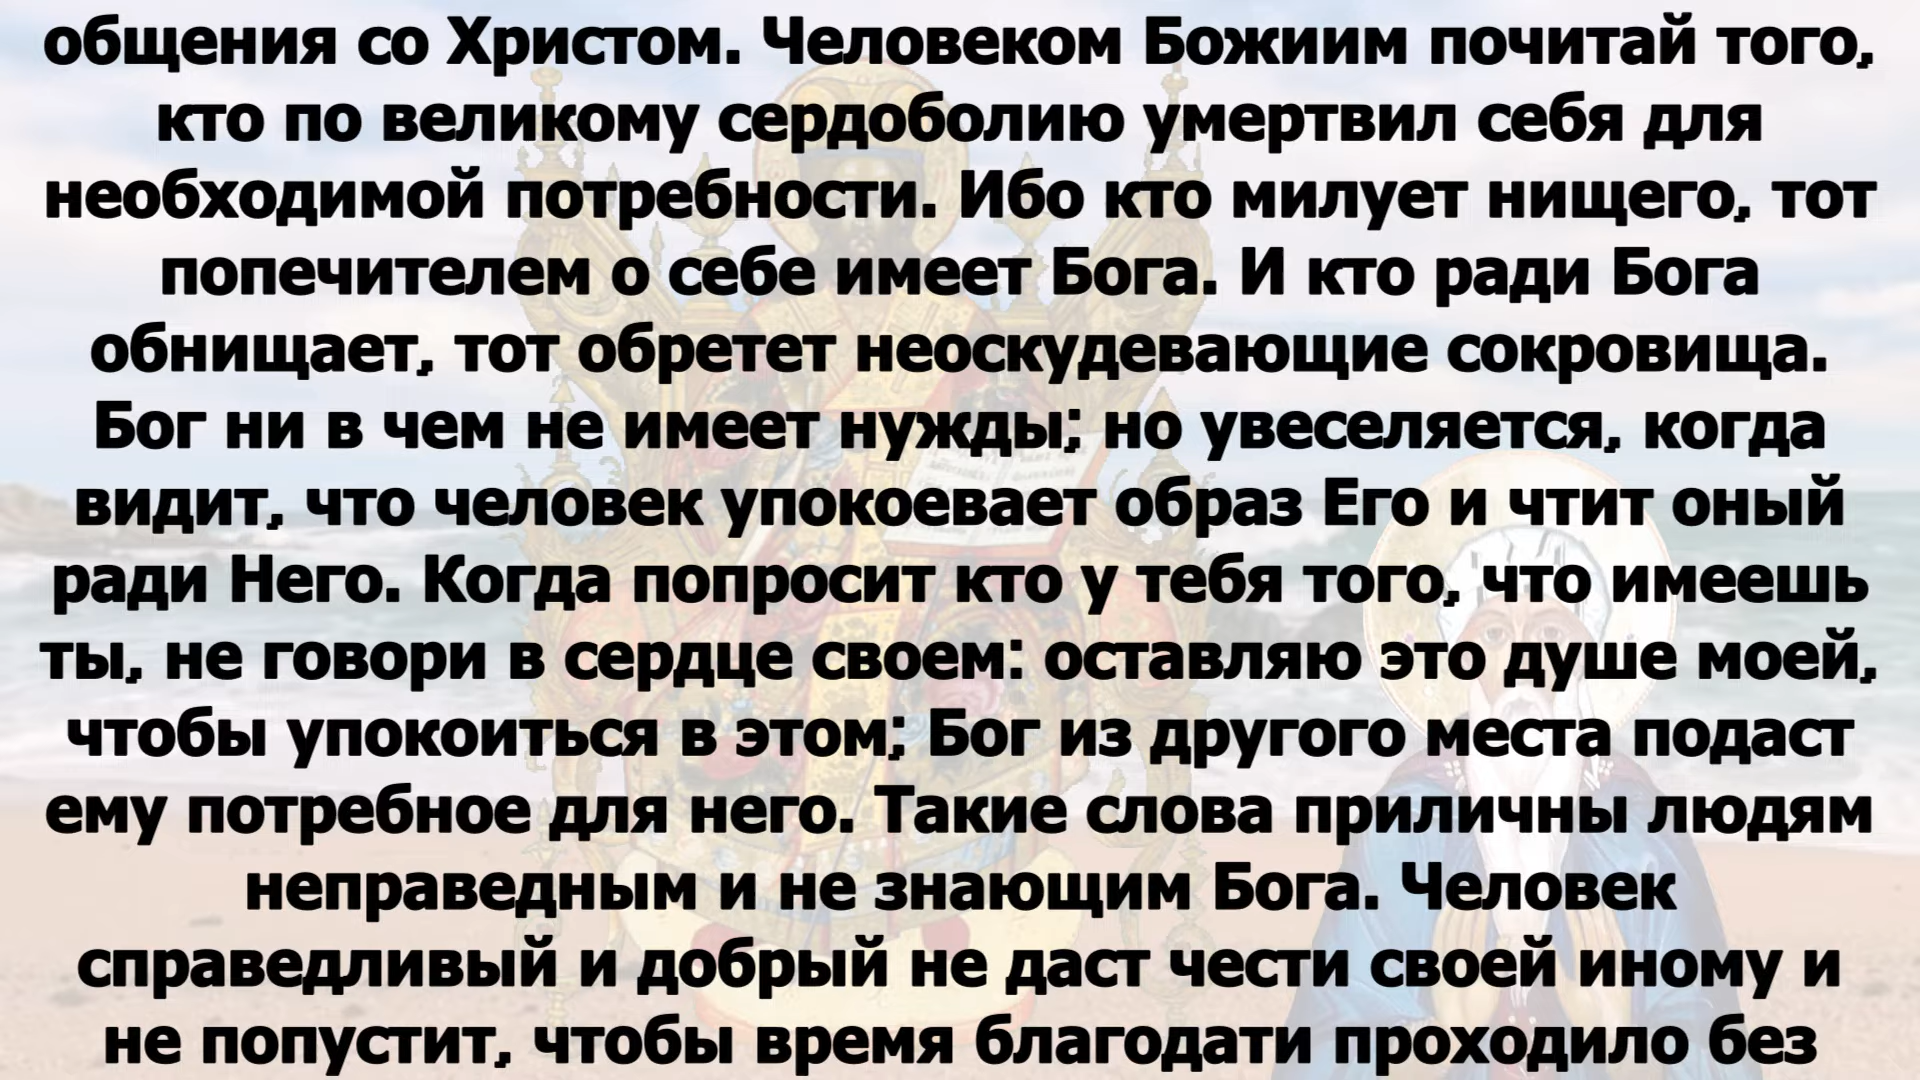 общения со Христом. Человеком Божиим почитай того,
кто по великому сердоболию умертвил себя для
необходимой потребности. Ибо кто милует нищего, тот
попечителем о себе имеет Бога. И кто ради Бога
обнищает, тот обретет неоскудевающие сокровища.
Бог ни в чем не имеет нужды; но увеселяется, когда
видит, что человек упокоевает образ Его и чтит оный
ради Него. Когда попросит кто у тебя того, что имеешь
ты, не говори в сердце своем: оставляю это душе моей,
чтобы упокоиться в этом; Бог из другого места подаст
ему потребное для него. Такие слова приличны людям
неправедным и не знающим Бога. Человек
справедливый и добрый не даст чести своей иному и
не попустит, чтобы время благодати проходило без